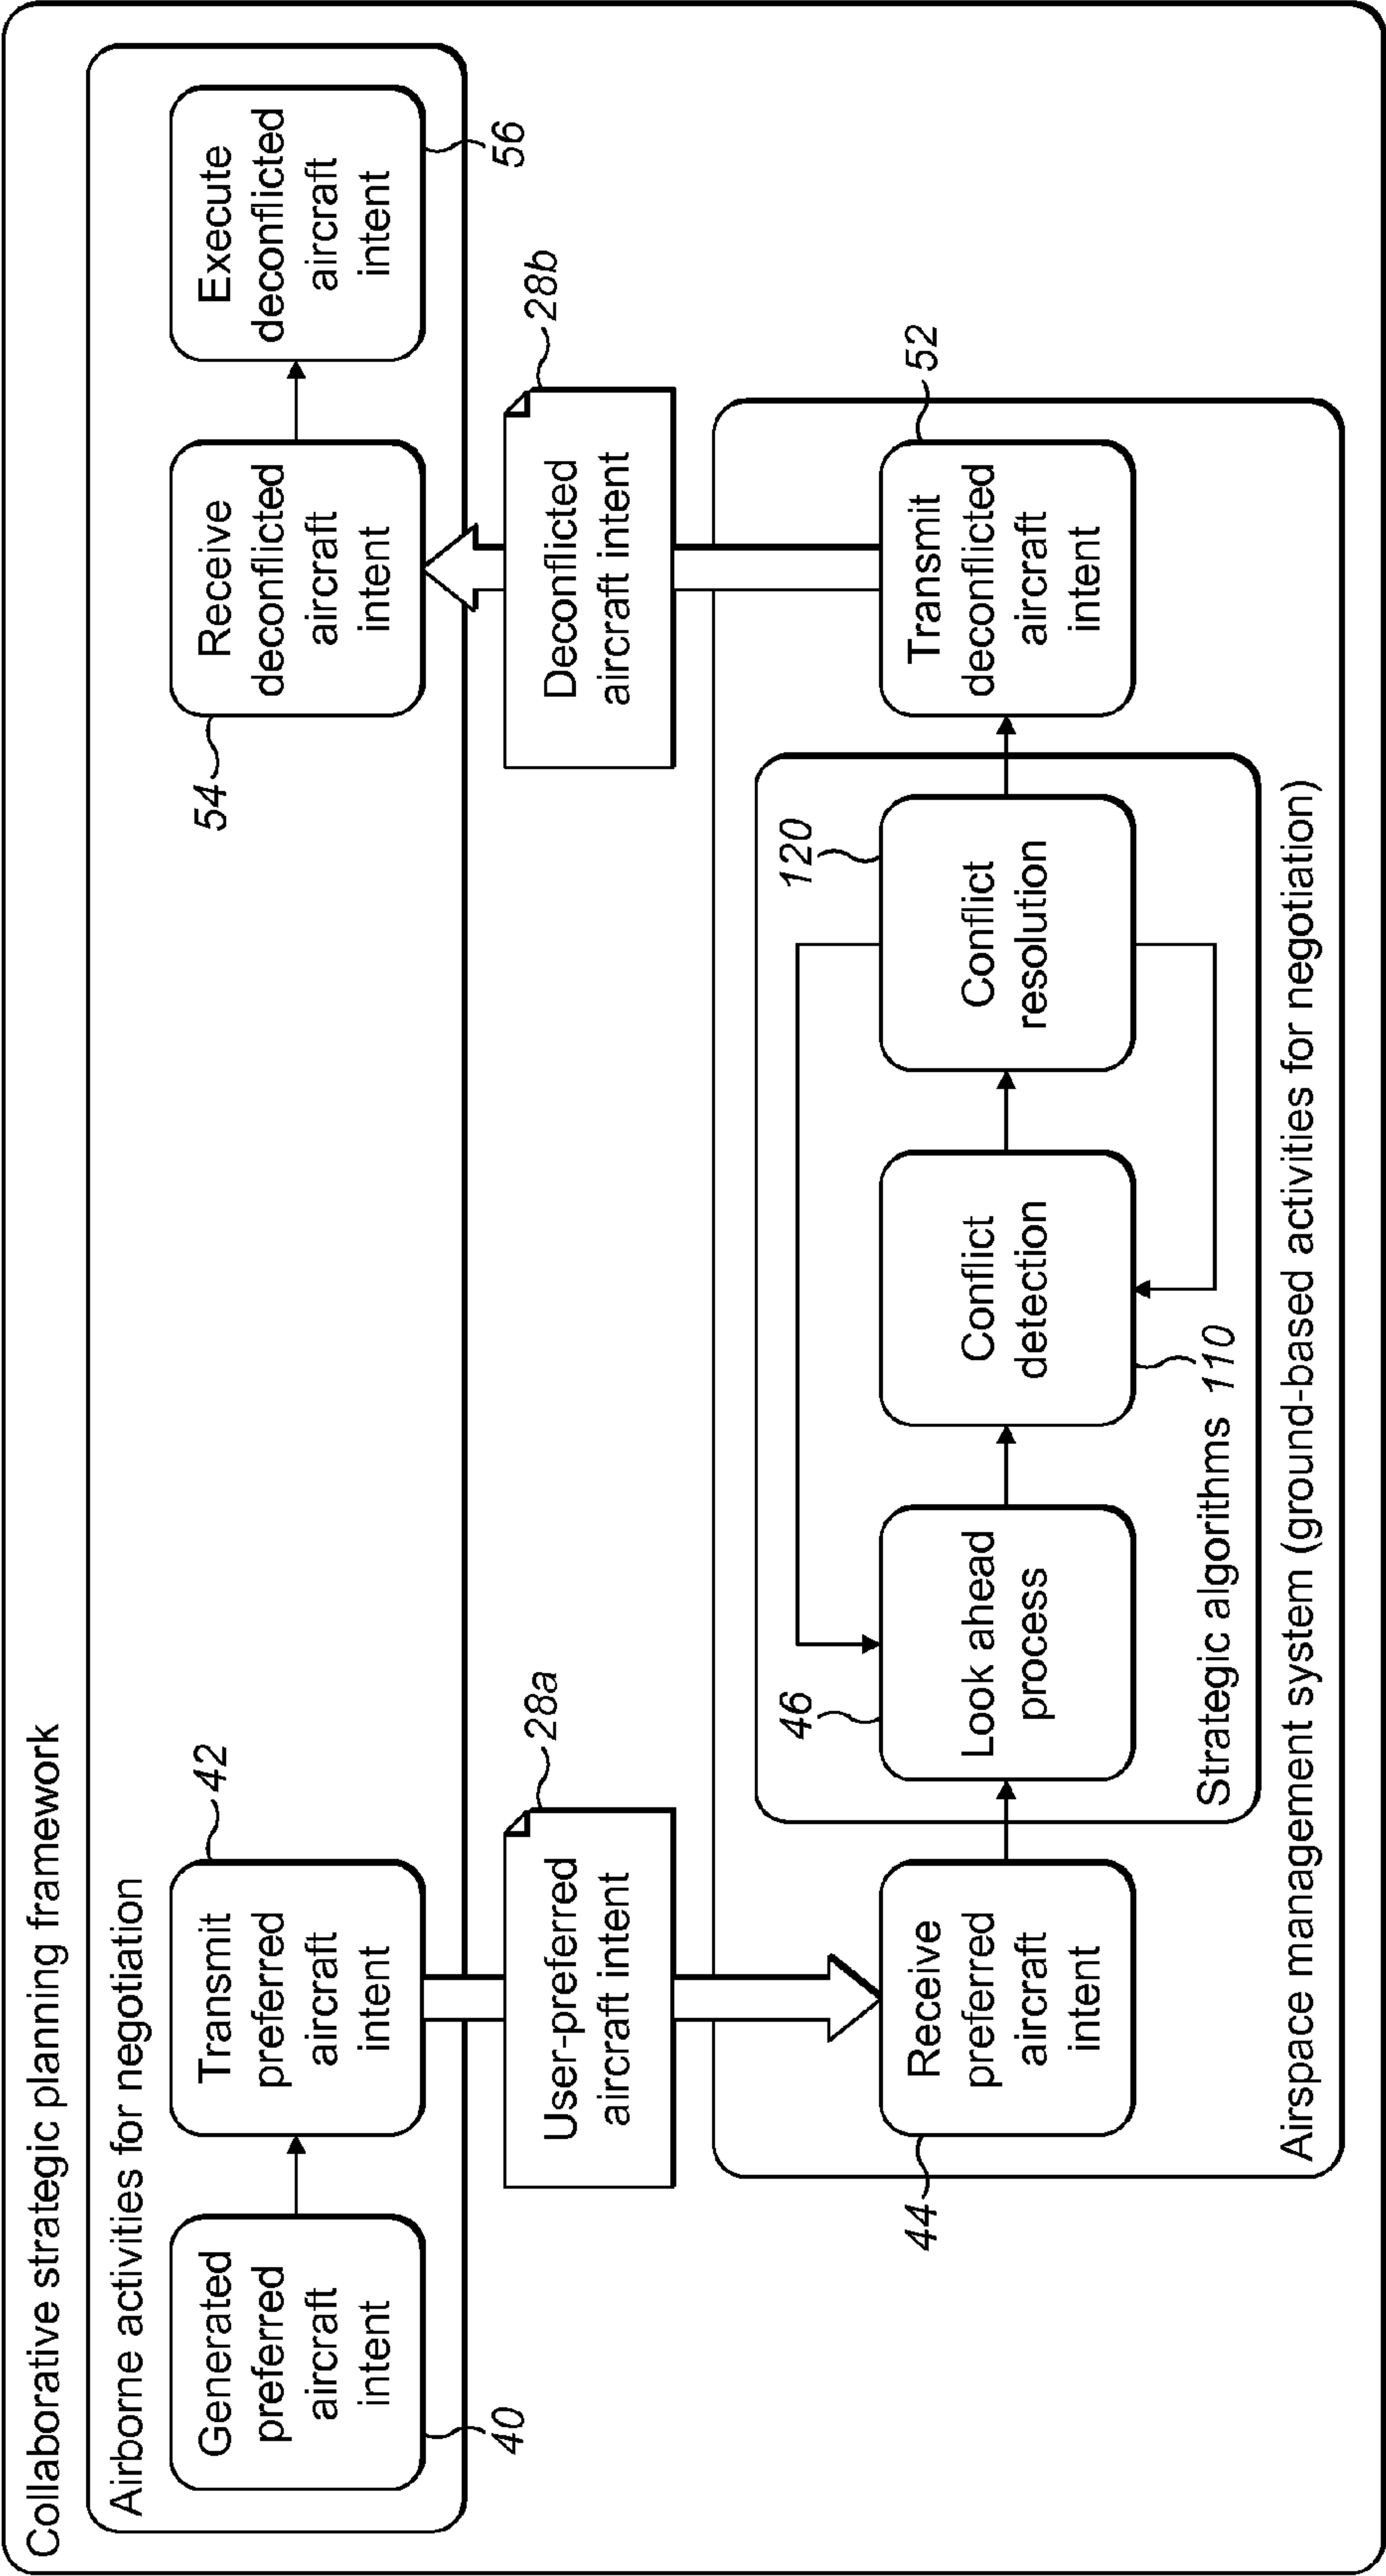 Collaborative strategic planning framework
Airborne activities for negotiation
Generated
preferred
aircraft
intent
40
Transmit
preferred
aircraft
intent
42
Receive
deconflicted
aircraft
intent
54
Execute
deconflicted
aircraft
intent
56
User-preferred
aircraft intent
28a
Deconflicted
aircraft intent
28b
Receive
preferred
aircraft
intent
44
Look ahead
process
46
Conflict
detection
110
Conflict
resolution
120
Transmit
deconflicted
aircraft
intent
52
Strategic algorithms
Airspace management system (ground-based activities for negotiation)